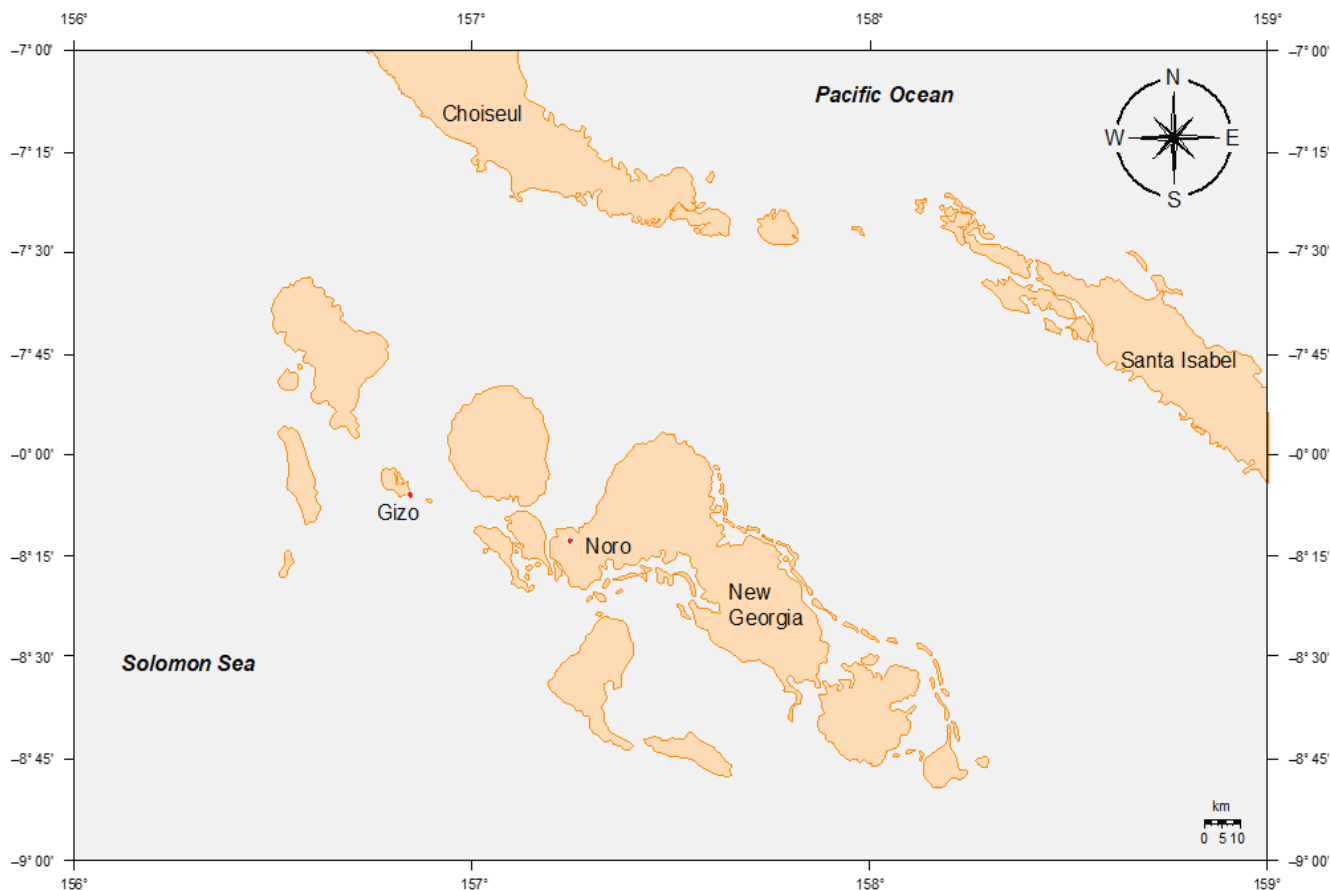 156°
157°
158°
159°
–7° 00'
–7° 00'
Pacific Ocean
N
Choiseul
W
E
–7° 15'
–7° 15'
S
–7° 30'
–7° 30'
–7° 45'
Santa Isabel
–7° 45'
–0° 00'
–0° 00'
Gizo
Noro
–8° 15'
–8° 15'
New
Georgia
–8° 30'
Solomon Sea
–8° 30'
–8° 45'
–8° 45'
km
0 5 10
–9° 00'
–9° 00'
156°
157°
158°
159°